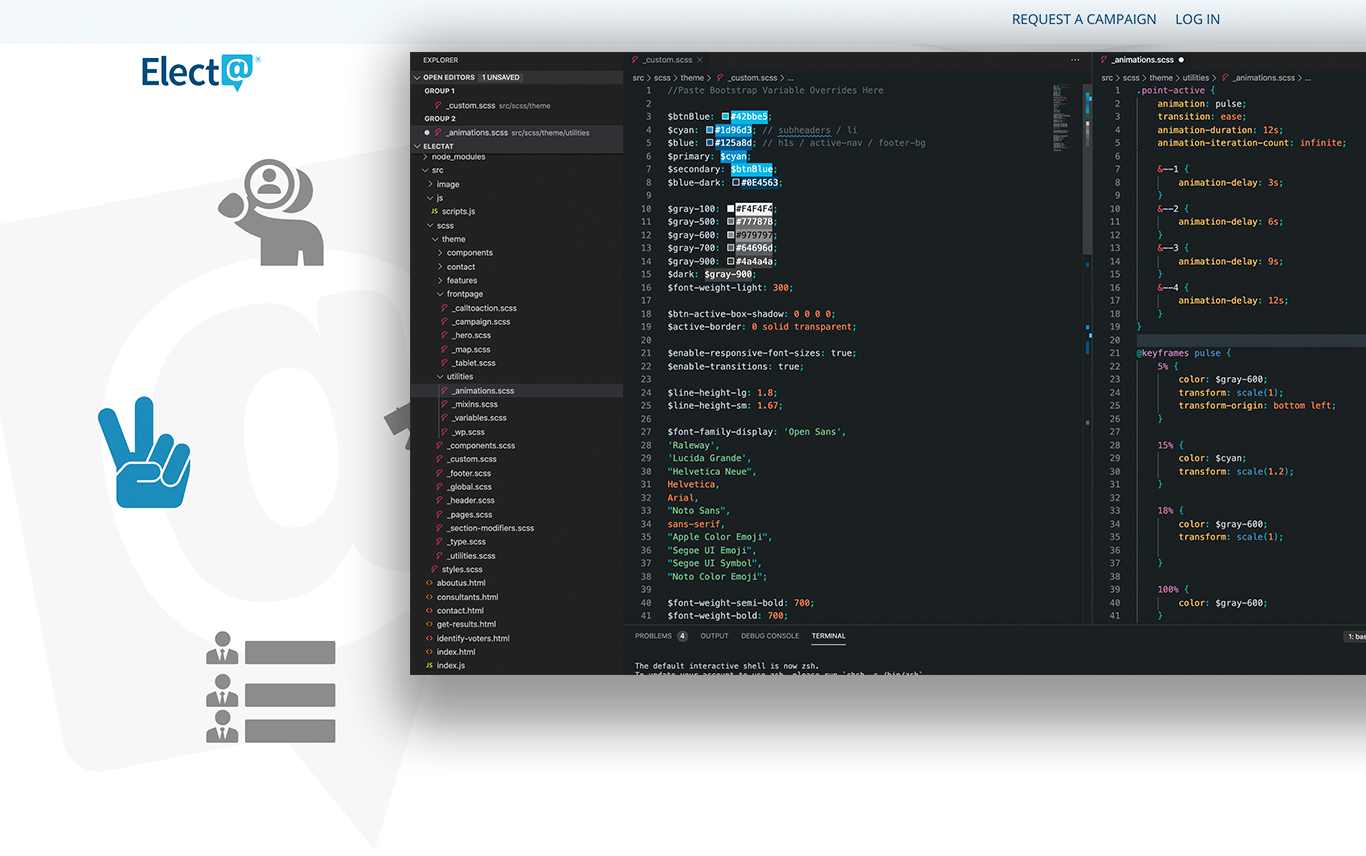 REQUEST A CAMPAIGN LOG IN
Elect@®
EXPLORER
OPEN EDITORS 1 UNSAVED
GROUP 1
_custom.scss src/scss/theme
GROUP 2
_animations.scss src/scss/theme/utilities
ELECTAT
node_modules
src
image
js
JS scripts.js
scss
theme
components
contact
features
frontpage
_calltoaction.scss
_campaign.scss
_hero.scss
_map.scss
_tablet.scss
utilities
_animations.scss
_mixins.scss
_variables.scss
_wp.scss
_components.scss
_custom.scss
_footer.scss
_global.scss
_header.scss
_pages.scss
_section-modifiers.scss
_type.scss
_utilities.scss
styles.scss
aboutus.html
consultants.html
contact.html
get-results.html
identify-voters.html
index.html
JS index.js
_custom.scss
src > scss > theme > _custom.scss > ...
1 //Paste Bootstrap Variable Overrides Here
2
3 $btnBlue: #42bbe5;
4 $cyan: #1d96d3; // subheaders / li
5 $blue: #125a8d; // h1s / active-nav / footer-bg
6 $primary: $cyan;
7 $secondary: $btnBlue;
8 $blue-dark: #0E4563;
9
10 $gray-100: #F4F4F4;
11 $gray-500: #77787B;
12 $gray-600: #979797;
13 $gray-700: #64696d;
14 $gray-900: #4a4a4a;
15 $dark: $gray-900;
16 $font-weight-light: 300;
17
18 $btn-active-box-shadow: 0 0 0 0;
19 $active-border: 0 solid transparent;
20
21 $enable-responsive-font-sizes: true;
22 $enable-transitions: true;
23
24 $line-height-lg: 1.8;
25 $line-height-sm: 1.67;
26
27 $font-family-display: 'Open Sans',
28 'Raleway',
29 'Lucida Grande',
30 "Helvetica Neue",
31 Helvetica,
32 Arial,
33 "Noto Sans",
34 sans-serif,
35 "Apple Color Emoji",
36 "Segoe UI Emoji",
37 "Segoe UI Symbol",
38 "Noto Color Emoji";
39
40 $font-weight-semi-bold: 700;
41 $font-weight-bold: 700;
_animations.scss
src > scss > theme > utilities > _animations.scss > ...
1 .point-active {
2 animation: pulse;
3 transition: ease;
4 animation-duration: 12s;
5 animation-iteration-count: infinite;
6
7 &--1 {
8 animation-delay: 3s;
9 }
10 &--2 {
11 animation-delay: 6s;
12 }
13 &--3 {
14 animation-delay: 9s;
15 }
16 &--4 {
17 animation-delay: 12s;
18 }
19 }
20
21 @keyframes pulse {
22 5% {
23 color: $gray-600;
24 transform: scale(1);
25 transform-origin: bottom left;
26 }
27
28 15% {
29 color: $cyan;
30 transform: scale(1.2);
31 }
32
33 18% {
34 color: $gray-600;
35 transform: scale(1);
36
37 }
38
39 100% {
40 color: $gray-600;
41 }
PROBLEMS 4 OUTPUT DEBUG CONSOLE TERMINAL 1: bas
The default interactive shell is now zsh.
To update your account to use zsh, please run `chsh -s /bin/zsh`